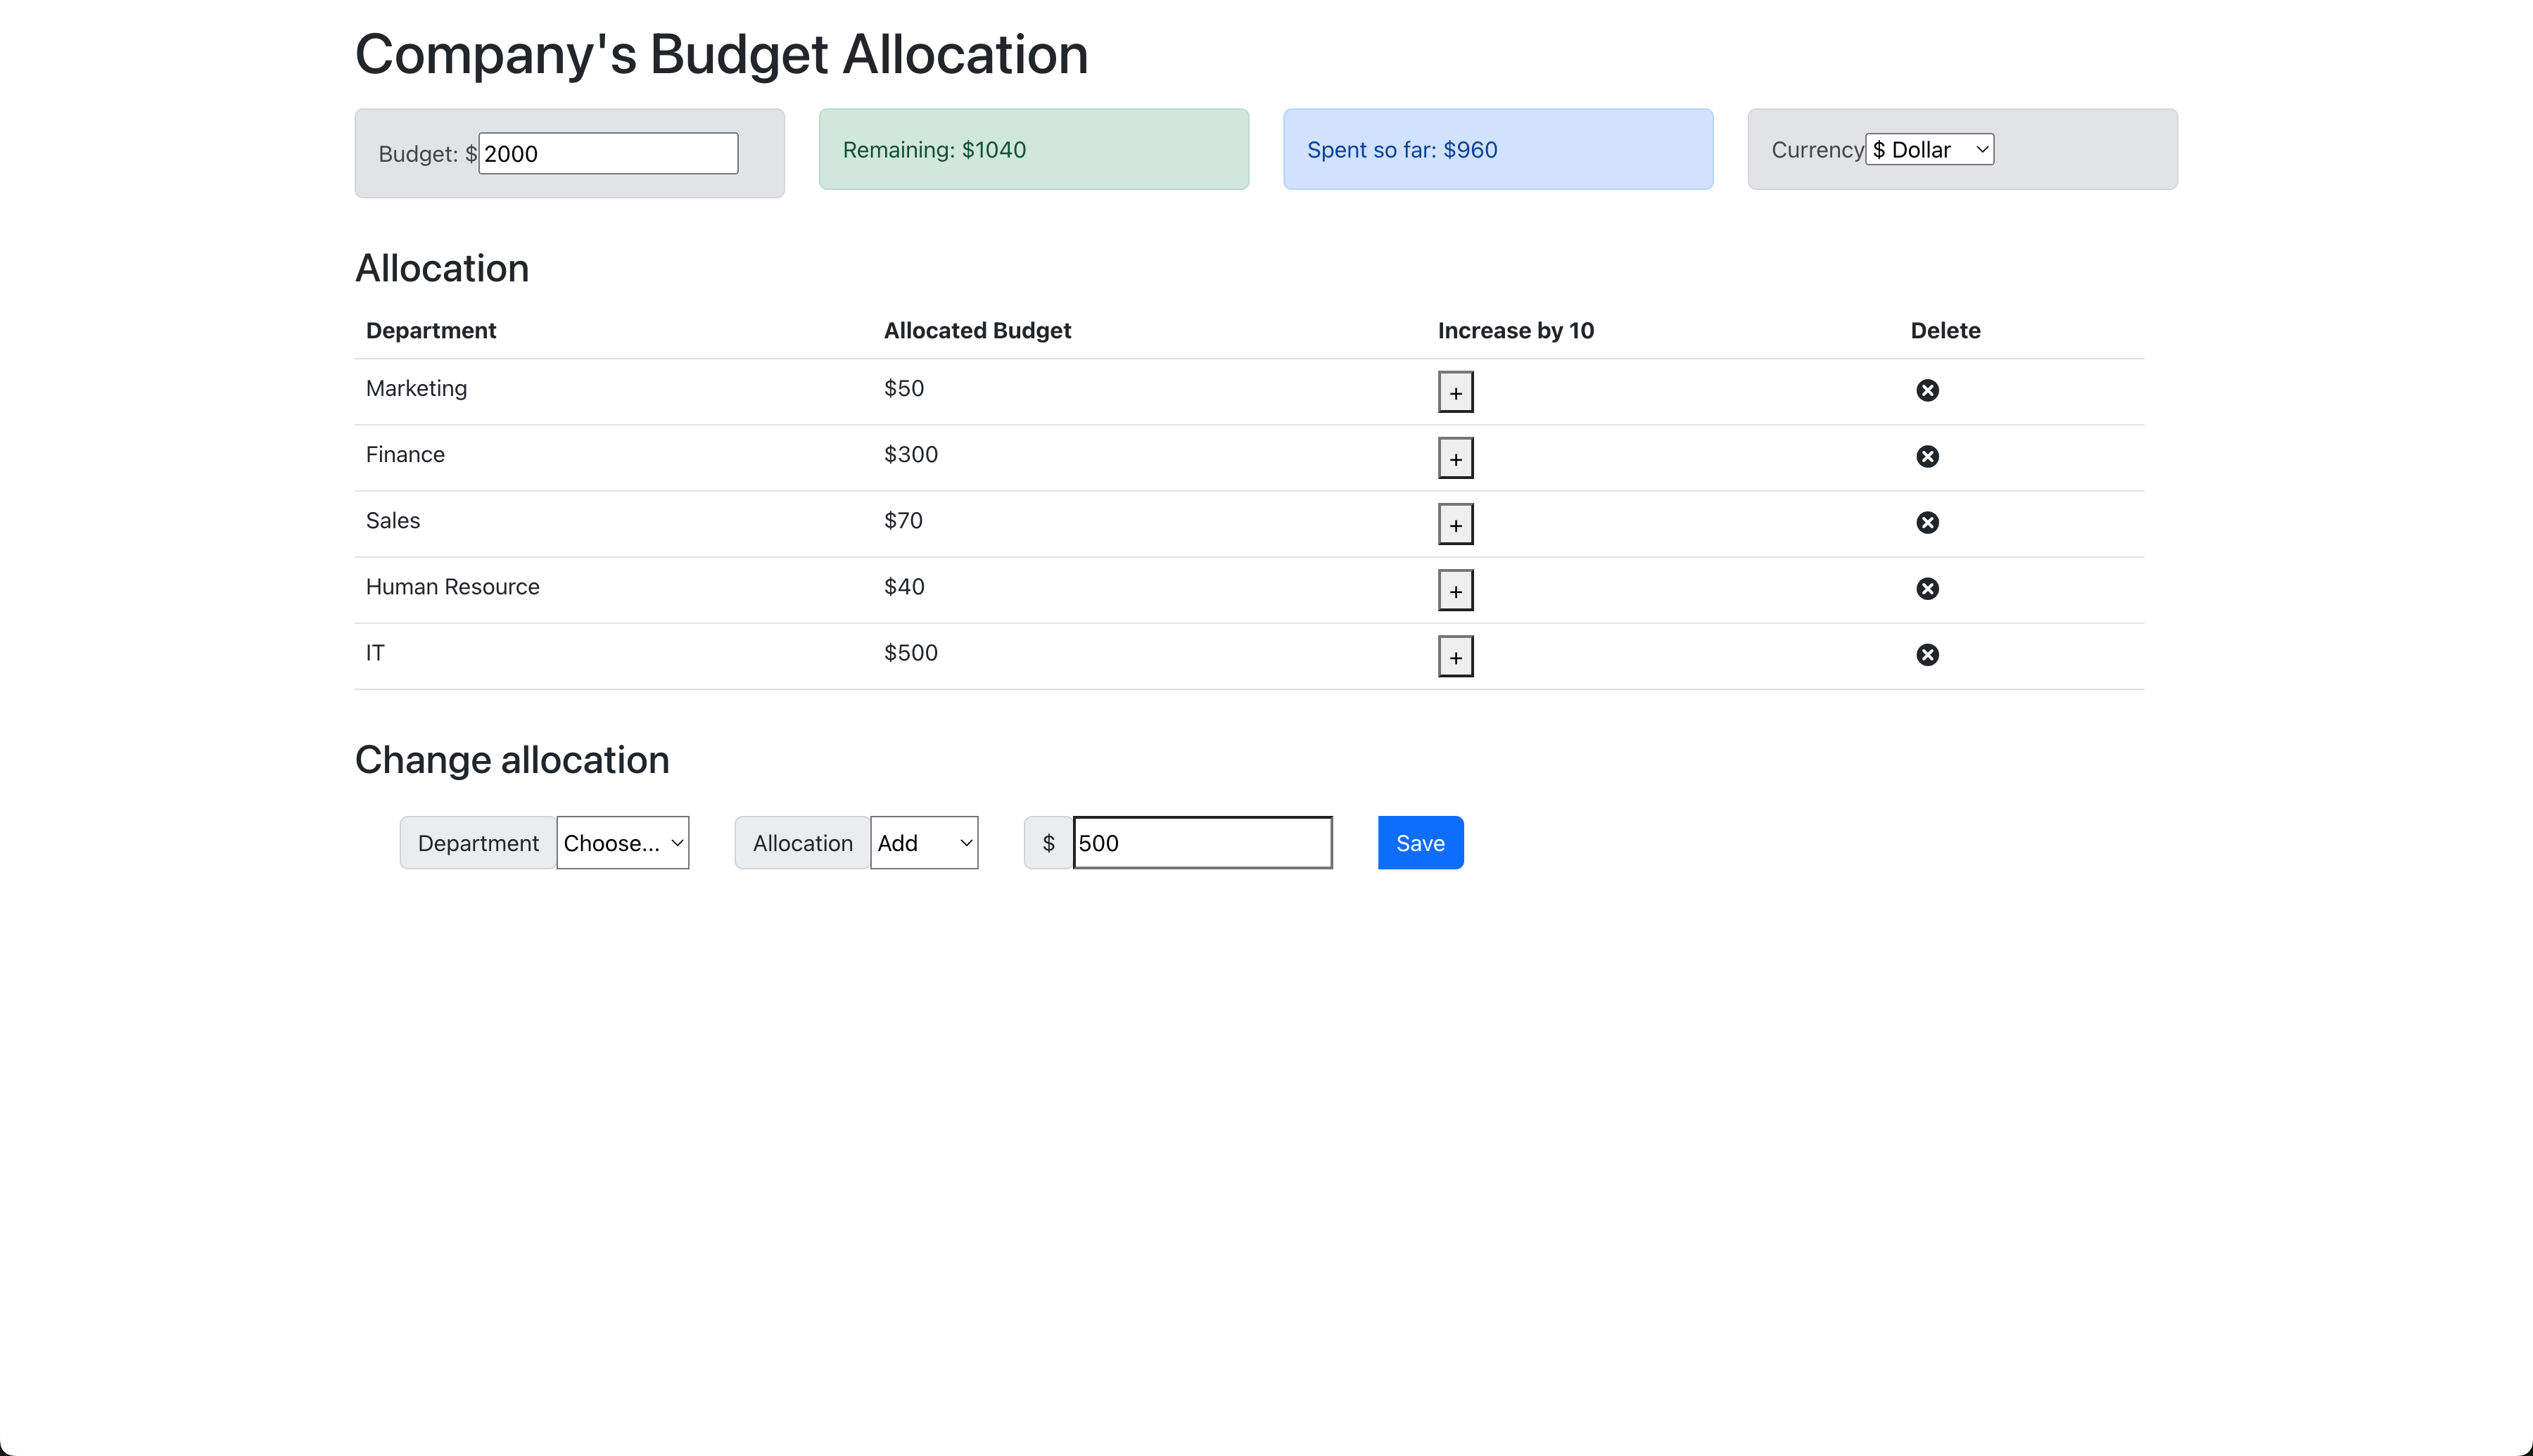 Company's Budget Allocation
Budget: $ 2000
Remaining: $1040
Spent so far: $960
Currency $ Dollar
Allocation
Department Allocated Budget Increase by 10 Delete
Marketing $50 +
Finance $300 +
Sales $70 +
Human Resource $40 +
IT $500 +
Change allocation
Department Choose... Allocation Add $ 500 Save